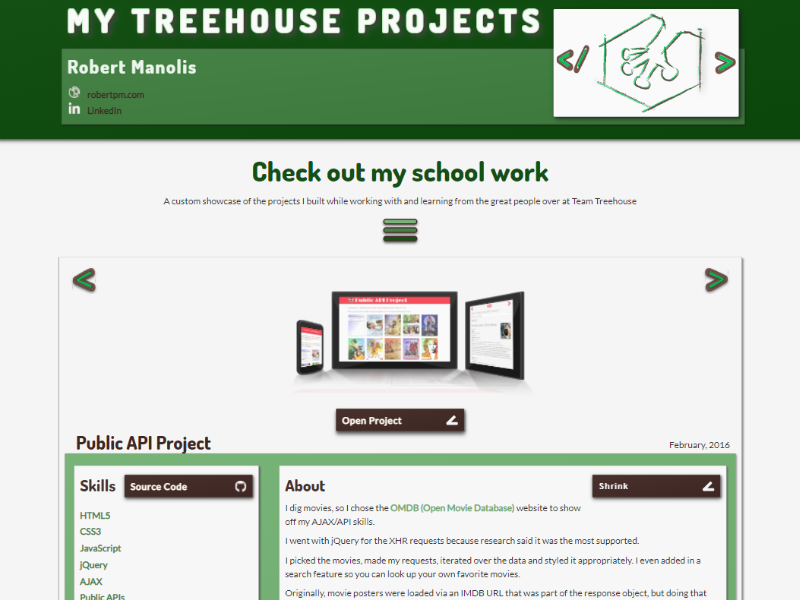 MY TREEHOUSE PROJECTS
Robert Manolis
robertpm.com
in LinkedIn
</>
Check out my school work
A custom showcase of the projects I built while working with and learning from the great people over at Team Treehouse
< >
Public API Project
Open Project
Public API Project
February, 2016
Skills
Source Code
HTML5
CSS3
JavaScript
jQuery
AJAX
Public APIs
About
Shrink
I dig movies, so I chose the OMDB (Open Movie Database) website to show
off my AJAX/API skills.
I went with jQuery for the XHR requests because research said it was the most supported.
I picked the movies, made my requests, iterated over the data and styled it appropriately. I even added in a
search feature so you can look up your own favorite movies.
Originally, movie posters were loaded via an IMDB URL that was part of the response object, but doing that